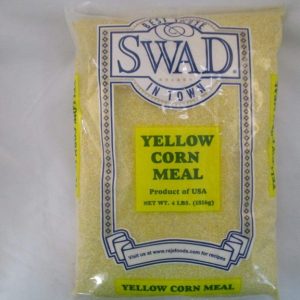 BEST TASTE
SWAD
IN TOWN
YELLOW
CORN
MEAL
Product of USA
NET WT. 4 LBS. (1816g)
Visit us at www.rajafoods.com for recipes
YELLOW CORN MEAL